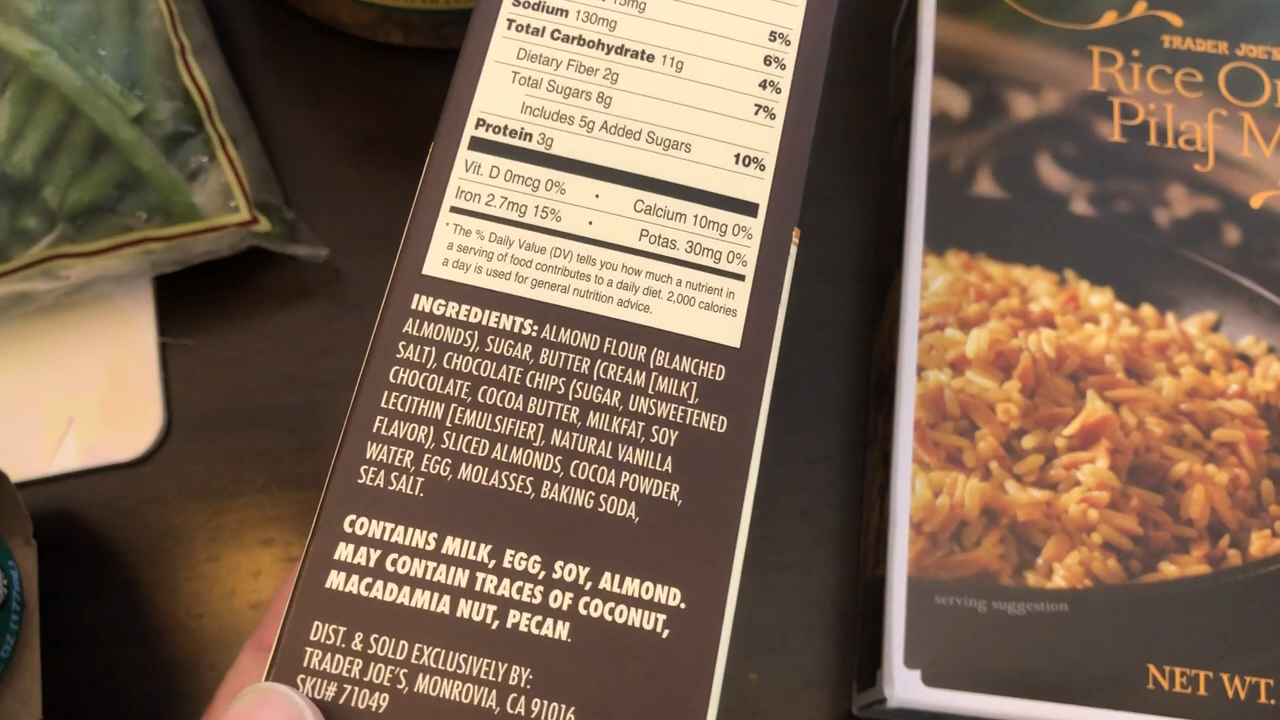 15mg
Sodium 130mg 5%
Total Carbohydrate 11g 6%
Dietary Fiber 2g 4%
Total Sugars 8g 7%
Includes 5g Added Sugars 10%
Protein 3g
Vit. D 0mcg 0% • Calcium 10mg 0%
Iron 2.7mg 15% • Potas. 30mg 0%
* The % Daily Value (DV) tells you how much a nutrient in
a serving of food contributes to a daily diet. 2,000 calories
a day is used for general nutrition advice.
INGREDIENTS: ALMOND FLOUR (BLANCHED
ALMONDS), SUGAR, BUTTER (CREAM [MILK],
SALT), CHOCOLATE CHIPS (SUGAR, UNSWEETENED
CHOCOLATE, COCOA BUTTER, MILKFAT, SOY
LECITHIN [EMULSIFIER], NATURAL VANILLA
FLAVOR), SLICED ALMONDS, COCOA POWDER,
WATER, EGG, MOLASSES, BAKING SODA,
SEA SALT.
CONTAINS MILK, EGG, SOY, ALMOND.
MAY CONTAIN TRACES OF COCONUT,
MACADAMIA NUT, PECAN.
DIST. & SOLD EXCLUSIVELY BY:
TRADER JOE'S, MONROVIA, CA 91016
SKU# 71049
TRADER JOE'S
Rice
Pilaf
serving suggestion
NET WT.